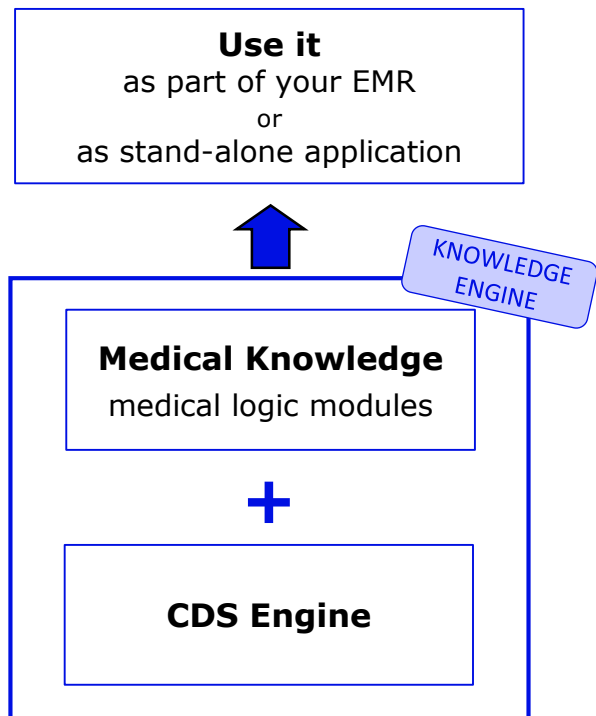 Use it
as part of your EMR
or
as stand-alone application
KNOWLEDGE
ENGINE
Medical Knowledge
medical logic modules
+
CDS Engine